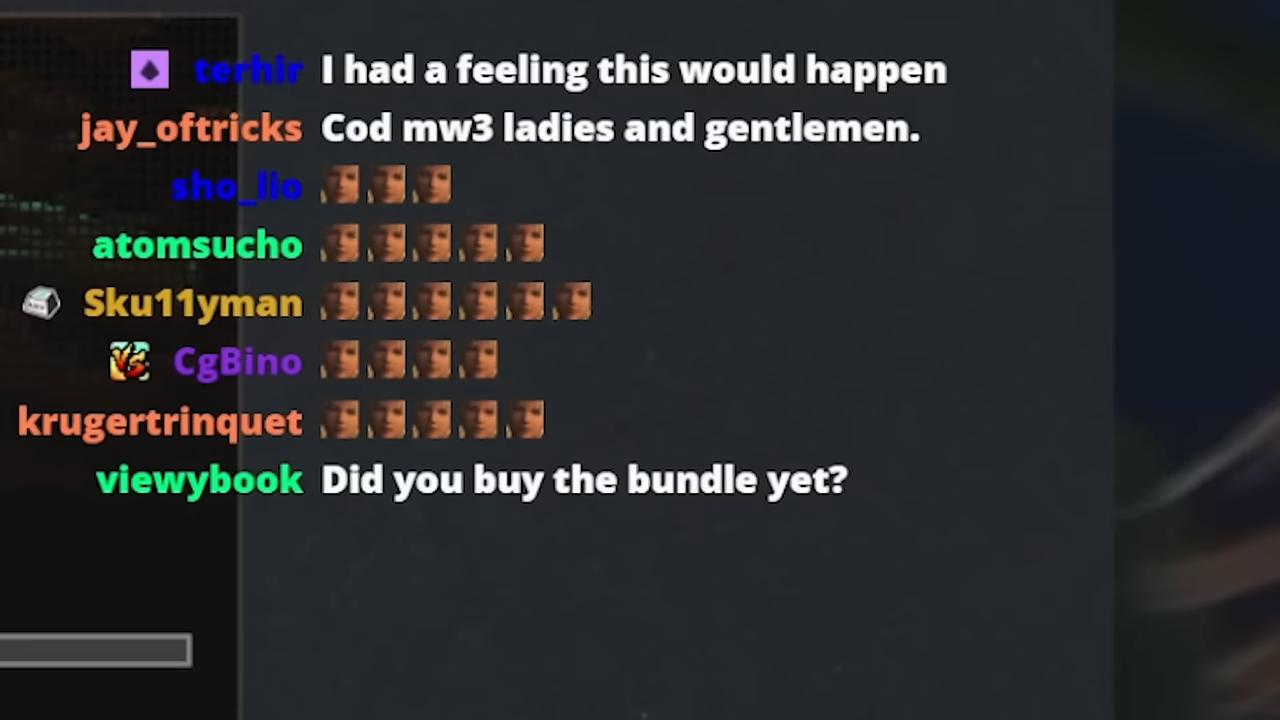 terhir I had a feeling this would happen
jay_oftricks Cod mw3 ladies and gentlemen.
sho_lio
atomsucho
Sku11yman
CgBino
krugertrinquet
viewybook Did you buy the bundle yet?